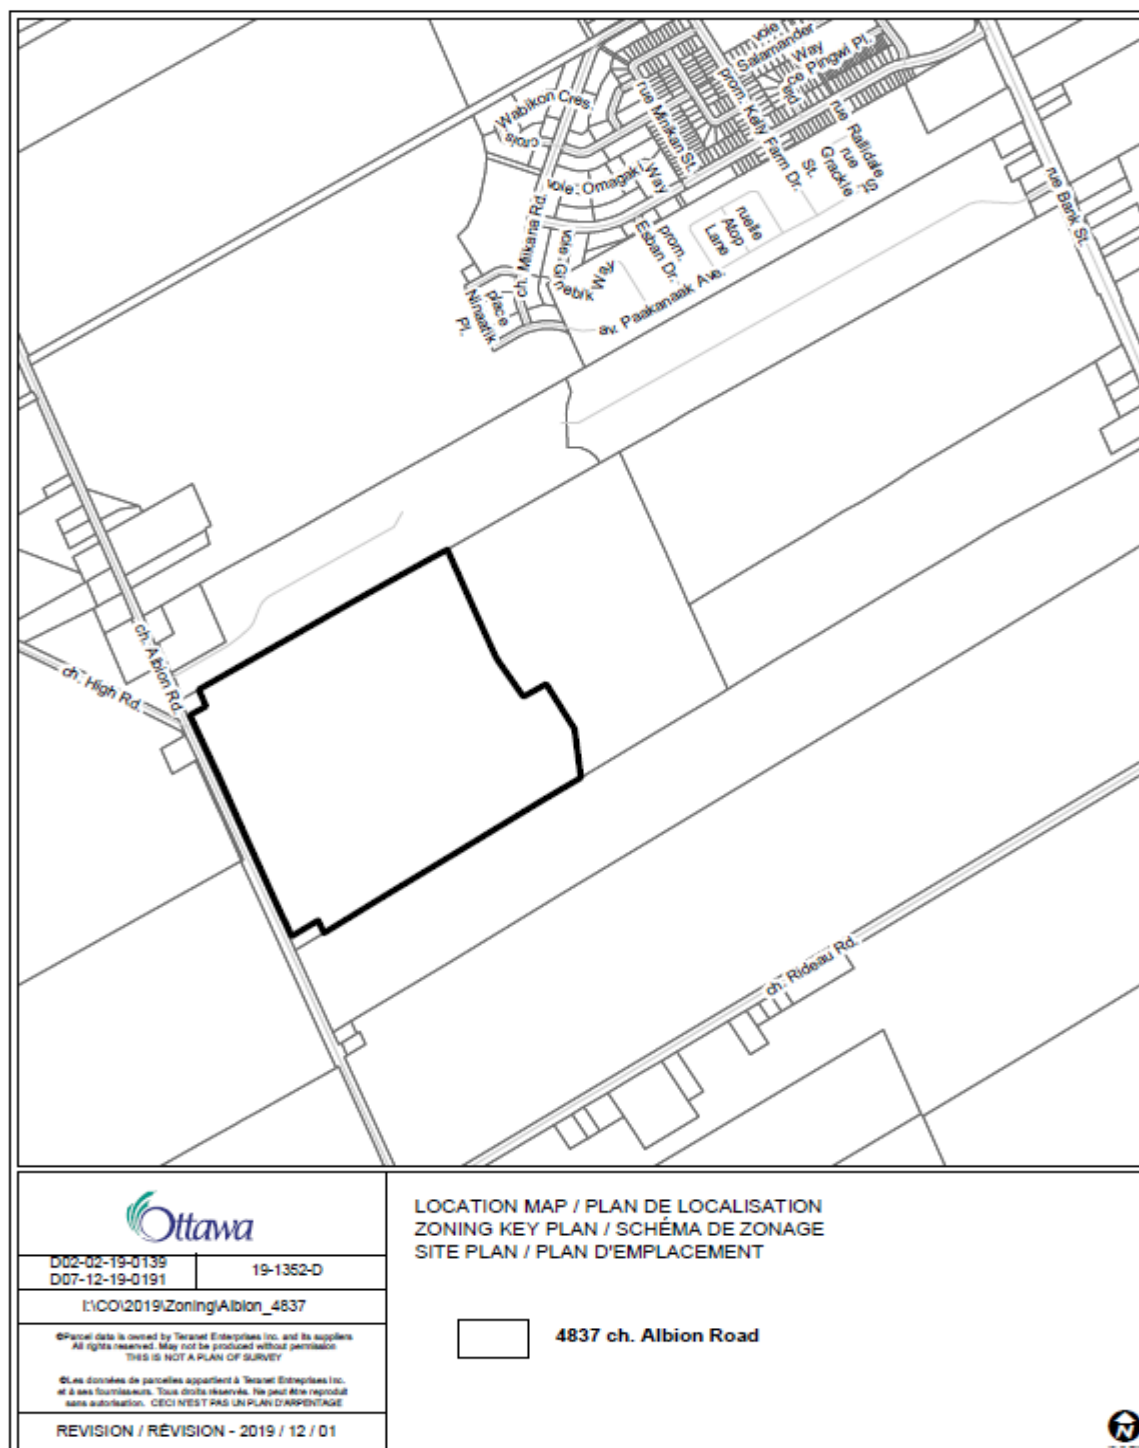 voie
Salamander
Way
place Pingwi Pl.
Wabikon Cres.
crois.
rue Minikan St.
prom. Kelly Farm Dr.
rue Rallidale St.
rue
Grackle
St.
voie Omagaki Way
ch. Miikana Rd.
voie Ginebik Way
prom.
Esban Dr.
ruelle
Atop
Lane
place
Ninaatik
Pl.
av. Paakanaak Ave.
rue Bank St.
ch. Albion Rd.
ch. High Rd.
ch. Rideau Rd.
Ottawa
D02-02-19-0139
D07-12-19-0191
19-1352-D
I:\CO\2019\Zoning\Albion_4837
©Parcel data is owned by Teranet Enterprises Inc. and its suppliers
All rights reserved. May not be produced without permission
THIS IS NOT A PLAN OF SURVEY
©Les données de parcelles appartient à Teranet Entreprises Inc.
et à ses fournisseurs. Tous droits réservés. Ne peut être reproduit
sans autorisation. CECI N'EST PAS UN PLAN D'ARPENTAGE
REVISION / RÉVISION - 2019 / 12 / 01
LOCATION MAP / PLAN DE LOCALISATION
ZONING KEY PLAN / SCHÉMA DE ZONAGE
SITE PLAN / PLAN D'EMPLACEMENT
4837 ch. Albion Road
N